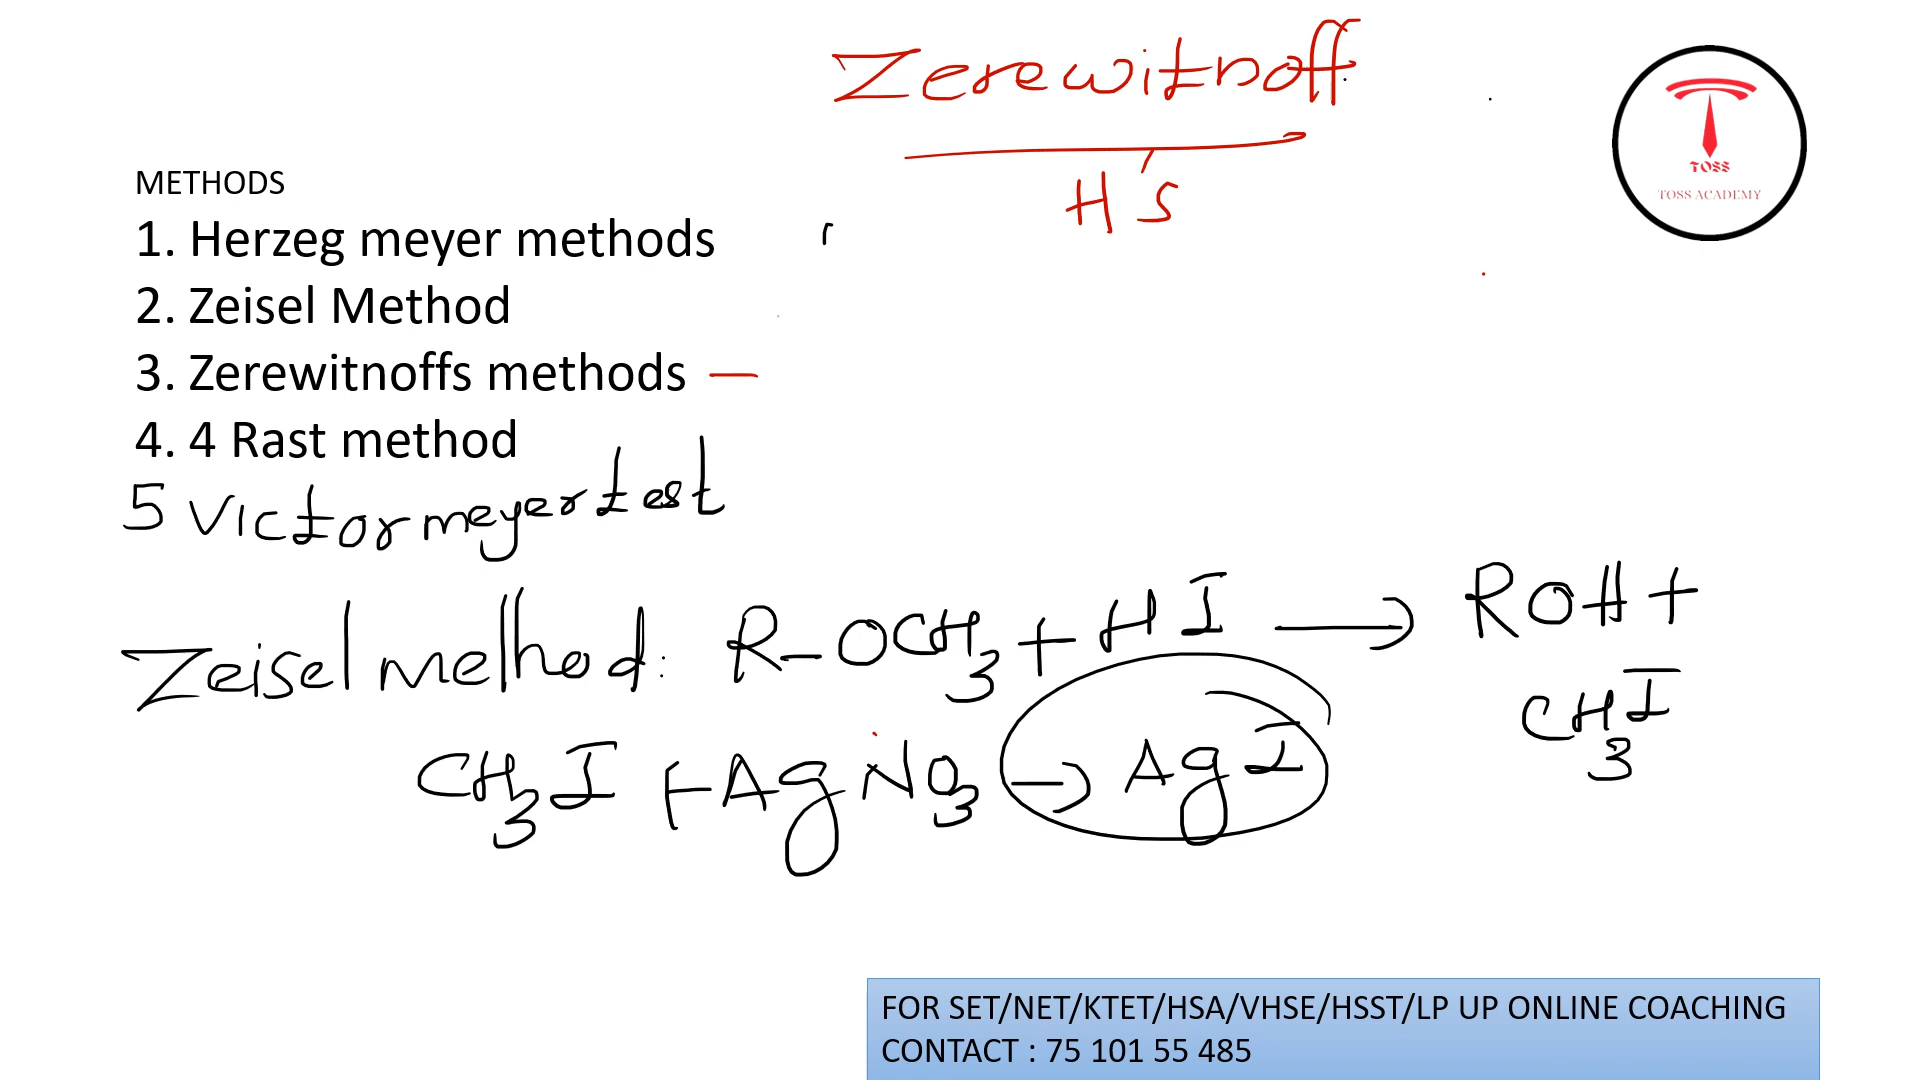 Zerewitnoff
H's
TOSS
TOSS ACADEMY
METHODS
1. Herzeg meyer methods
2. Zeisel Method
3. Zerewitnoffs methods —
4. 4 Rast method
5 Victormeyer test
Zeisel method: R-OCH3 + HI → ROH +
CH3I
CH3I + AgNO3 → AgI
FOR SET/NET/KTET/HSA/VHSE/HSST/LP UP ONLINE COACHING
CONTACT : 75 101 55 485